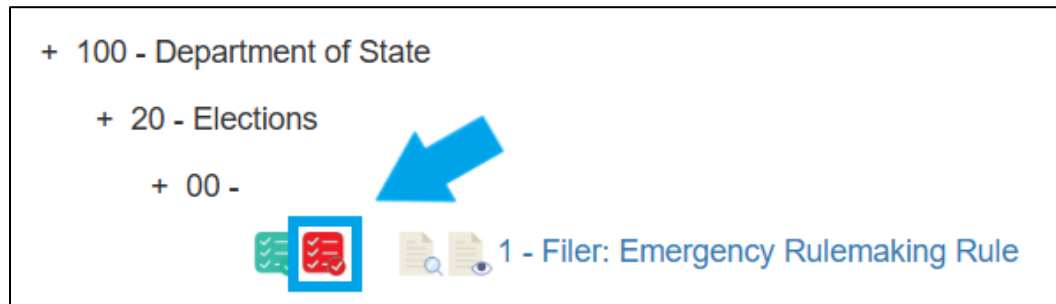 + 100 - Department of State
+ 20 - Elections
+ 00 -
1 - Filer: Emergency Rulemaking Rule